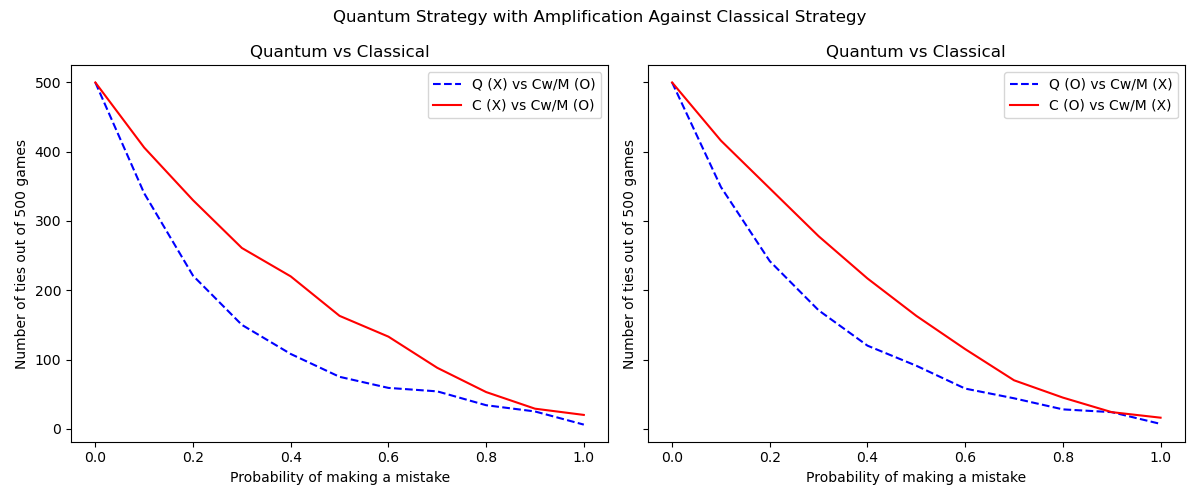 Quantum Strategy with Amplification Against Classical Strategy
Quantum vs Classical
Number of ties out of 500 games
500
400
300
200
100
0
Q (X) vs Cw/M (O)
C (X) vs Cw/M (O)
0.0 0.2 0.4 0.6 0.8 1.0
Probability of making a mistake
Quantum vs Classical
Number of ties out of 500 games
Q (O) vs Cw/M (X)
C (O) vs Cw/M (X)
0.0 0.2 0.4 0.6 0.8 1.0
Probability of making a mistake